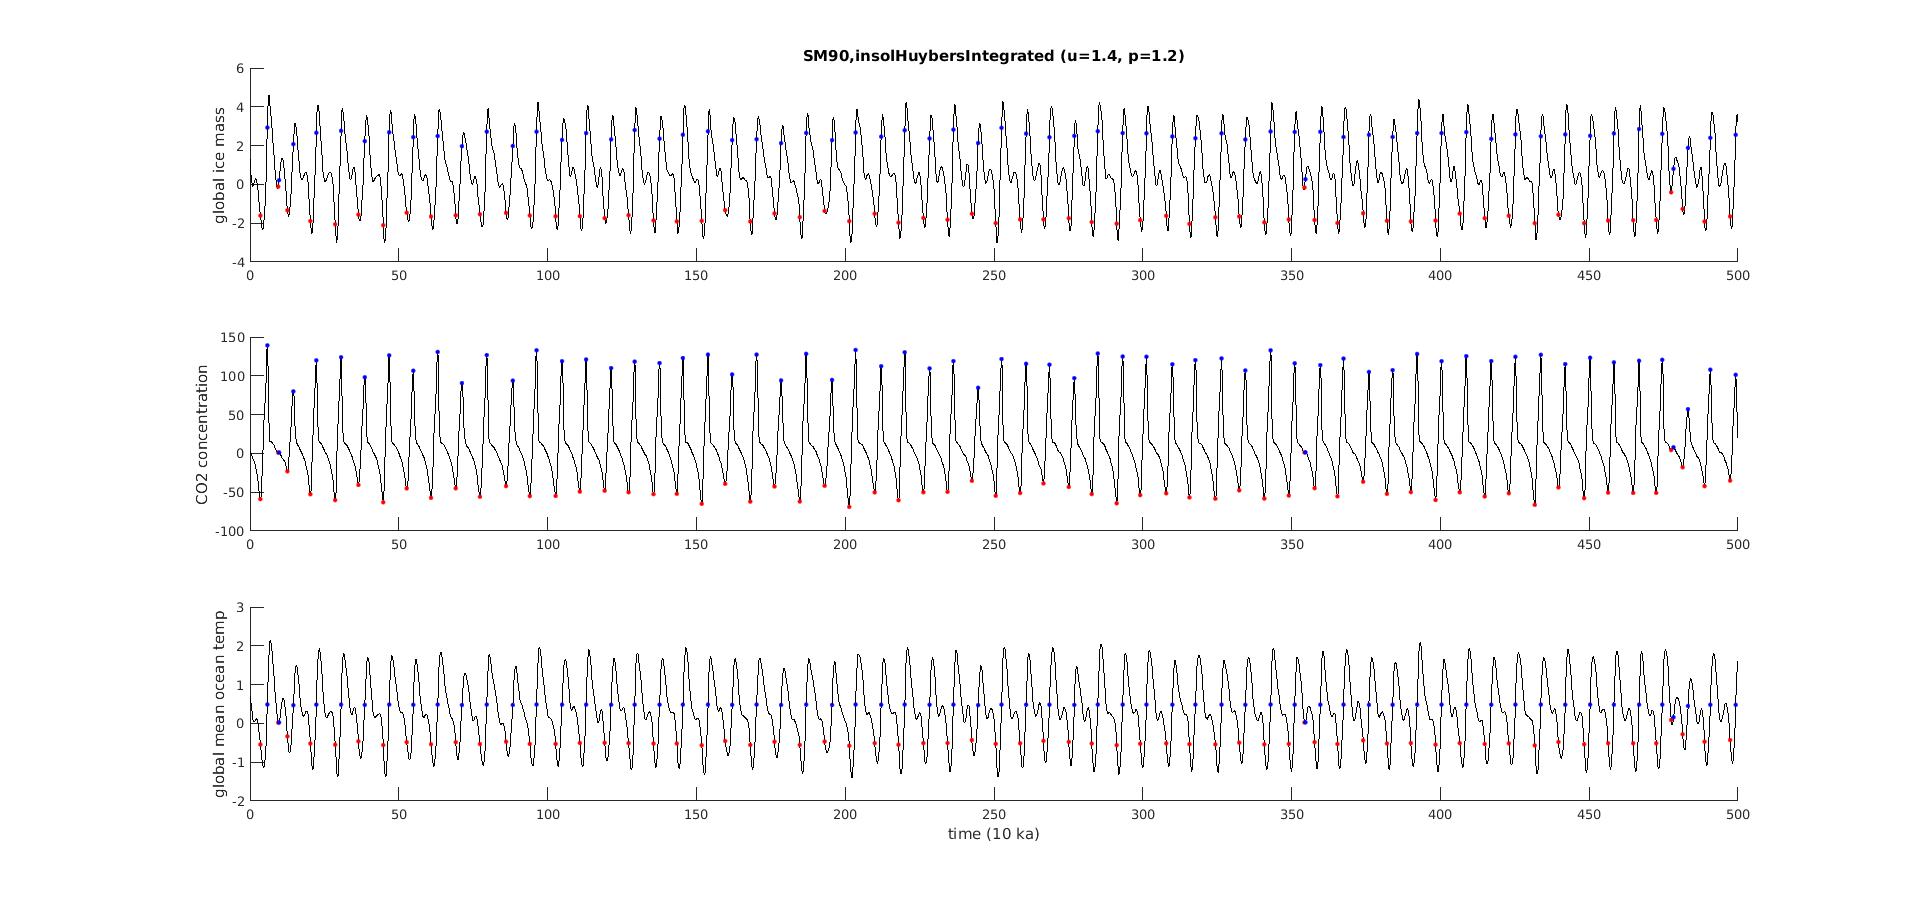 SM90,insolHuybersIntegrated (u=1.4, p=1.2)
6
4
2
0
-2
-4
global ice mass
0 50 100 150 200 250 300 350 400 450 500
150
100
50
0
-50
-100
CO2 concentration
0 50 100 150 200 250 300 350 400 450 500
3
2
1
0
-1
-2
global mean ocean temp
0 50 100 150 200 250 300 350 400 450 500
time (10 ka)